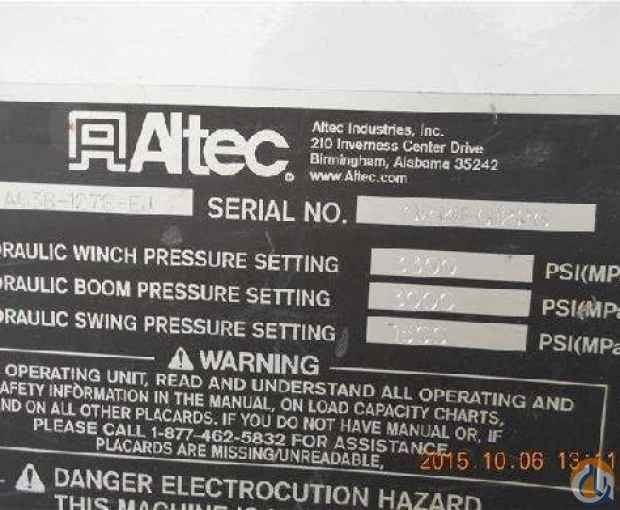 Altec
Altec Industries, Inc.
210 Inverness Center Drive
Birmingham, Alabama 35242
www.Altec.com
SERIAL NO.
DRAULIC WINCH PRESSURE SETTING PSI(MP
DRAULIC BOOM PRESSURE SETTING PSI(MPa
DRAULIC SWING PRESSURE SETTING PSI(MPa
WARNING
OPERATING UNIT, READ AND UNDERSTAND ALL OPERATING AND
AFETY INFORMATION IN THE MANUAL, ON LOAD CAPACITY CHARTS,
ND ON ALL OTHER PLACARDS. IF YOU DO NOT HAVE MANUAL OR, IF
PLEASE CALL 1-877-462-5832 FOR ASSISTANCE
PLACARDS ARE MISSING/UNREADABLE,
2015.10.06
DANGER ELECTROCUTION HAZARD
THIS MACHINE IS